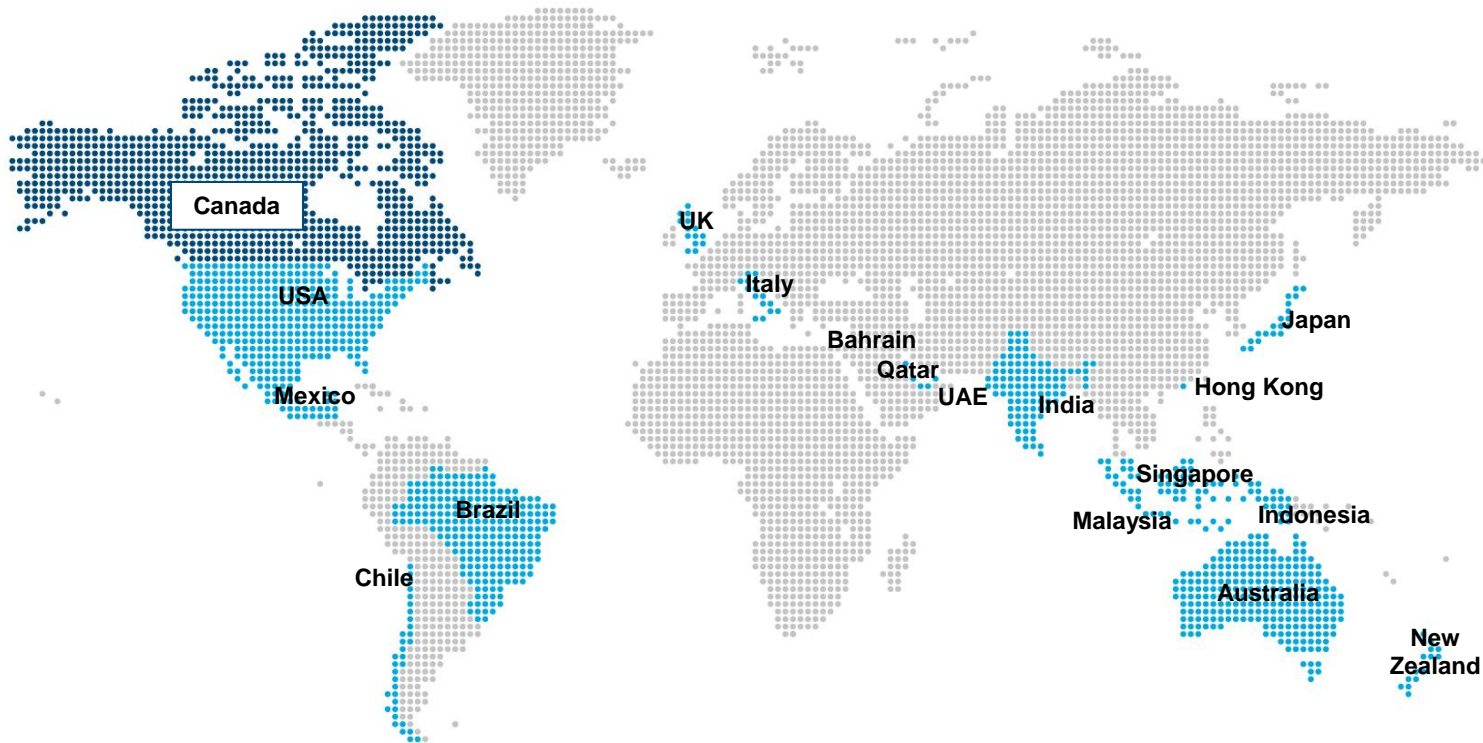 Canada
UK
Italy
USA
Japan
Bahrain
Qatar
Hong Kong
Mexico
UAE
India
Singapore
Brazil
Malaysia
Indonesia
Chile
Australia
New
Zealand